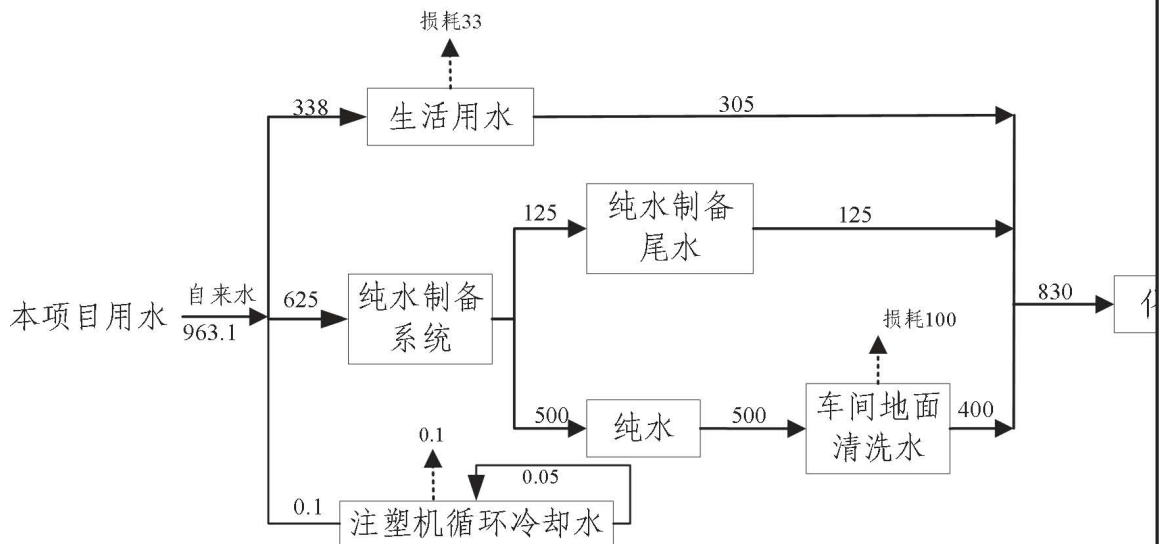 损耗33
338
生活用水
305
125
纯水制备
尾水
125
本项目用水
自来水
963.1
625
纯水制备
系统
830
损耗100
500
纯水
500
车间地面
清洗水
400
0.1
0.05
0.1
注塑机循环冷却水